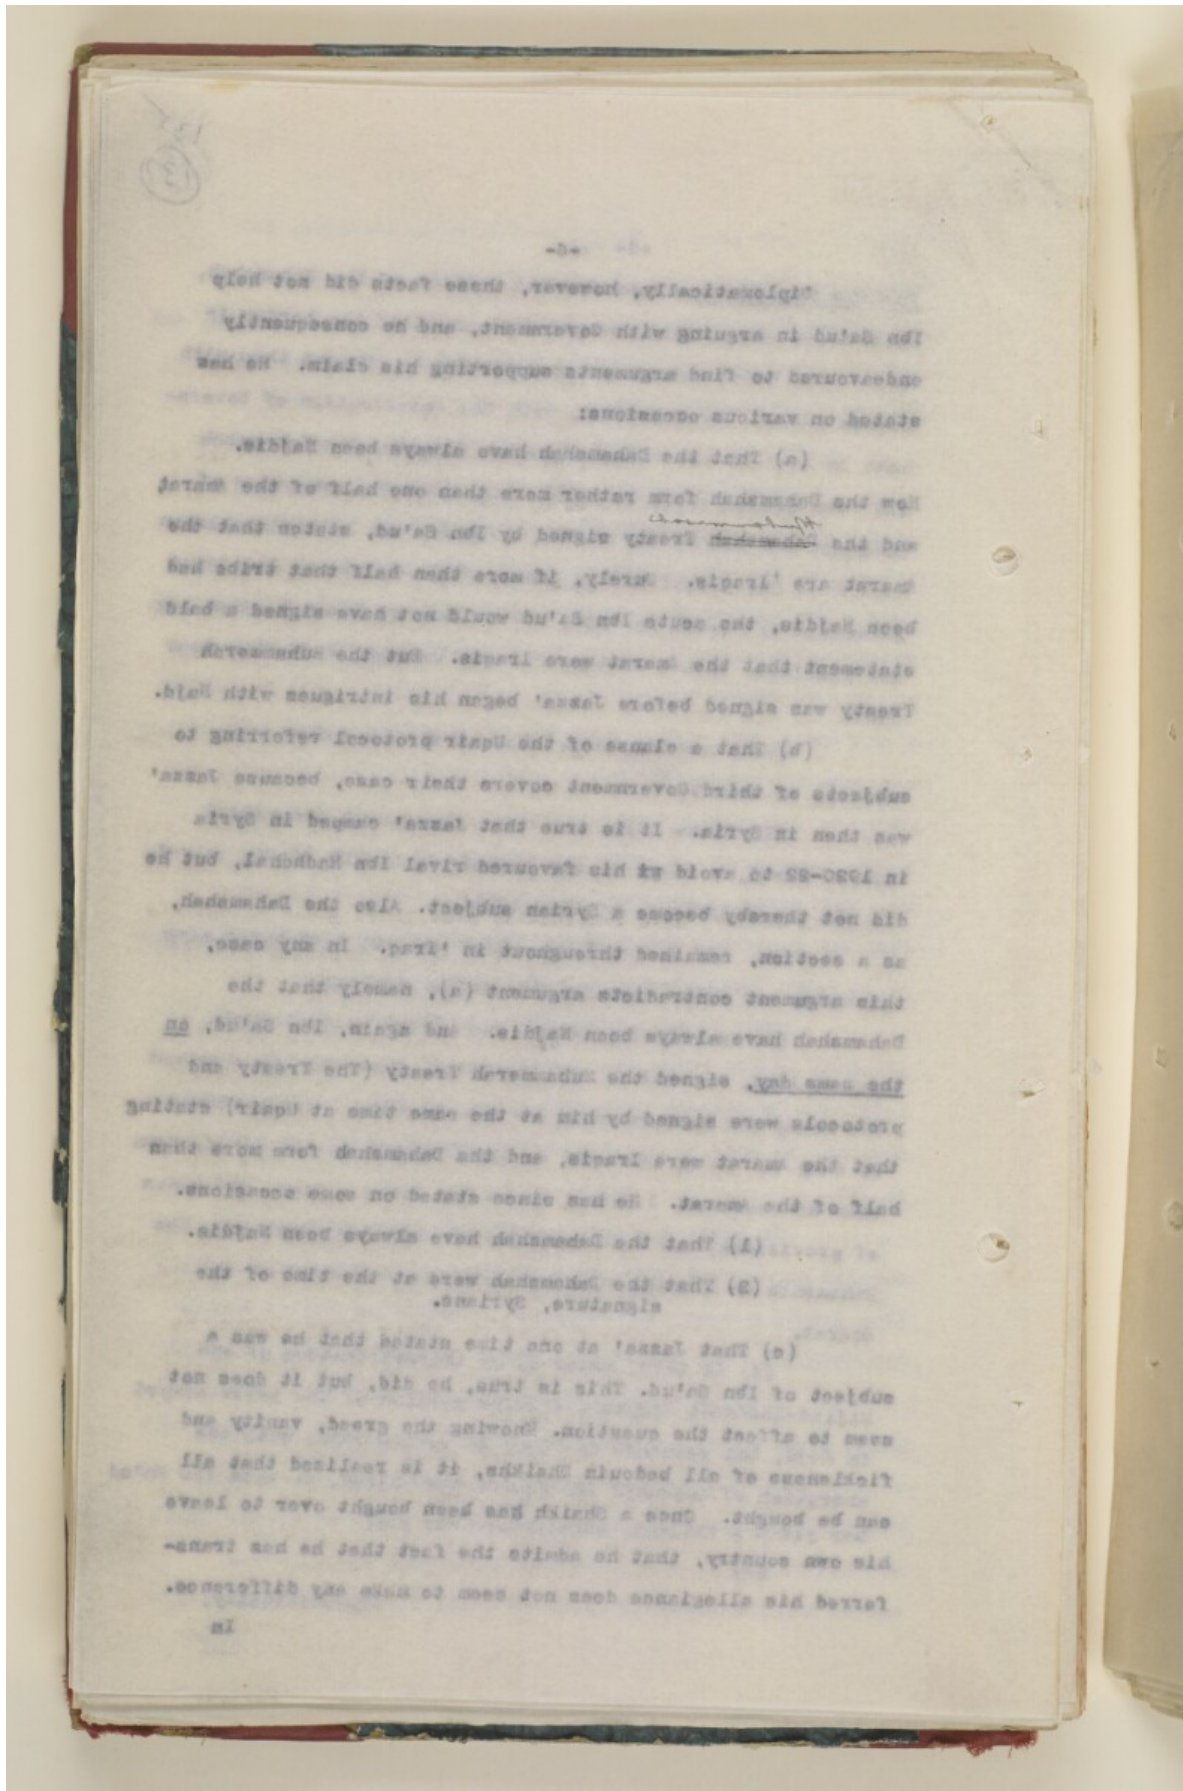 -6-
Diplomatically, however, these facts did not help
Ibn Sa'ud in arguing with Government, and he consequently
endeavoured to find arguments supporting his claim. He has
stated on various occasions:
(a) That the Dahamshah have always been Najdis.
Now the Dahamshah form rather more than one half of the Amarat
and the Muhammerah Treaty signed by Ibn Sa'ud, states that the
Amarat are 'Iraqis. Surely, if more then half that tribe had
been Najdis, the acute Ibn Sa'ud would not have signed a bald
statement that the Amarat were Iraqis. But the Muhammerah
Treaty was signed before Jazza' began his intrigues with Najd.
(b) That a clause of the Uqair protocol referring to
subjects of third Government covers their case, because Jazza'
was then in Syria. It is true that Jazza' camped in Syria
in 1920-22 to avoid his favoured rival Ibn Hadhdhal, but he
did not thereby become a Syrian subject. Also the Dahamshah,
as a section, remained throughout in 'Iraq. In any case,
this argument contradicts argument (a), namely that the
Dahamshah have always been Najdis. And again, Ibn Sa'ud, on
the same day, signed the Muhammerah Treaty (The Treaty and
protocols were signed by him at the same time at Uqair) stating
that the Amarat were Iraqis, and the Dahamshah form more than
half of the Amarat. He has since stated on some occasions.
(1) That the Dahamshah have always been Najdis.
(2) That the Dahamshah were at the time of the
signature, Syrians.
(c) That Jazza' at one time stated that he was a
subject of Ibn Sa'ud. This is true, he did, but it does not
seem to affect the question. Knowing the greed, vanity and
fickleness of all bedouin Shaikhs, it is realised that all
can be bought. Once a Shaikh has been bought over to leave
his own country, that he admits the fact that he has trans-
ferred his allegiance does not seem to make any difference.
In